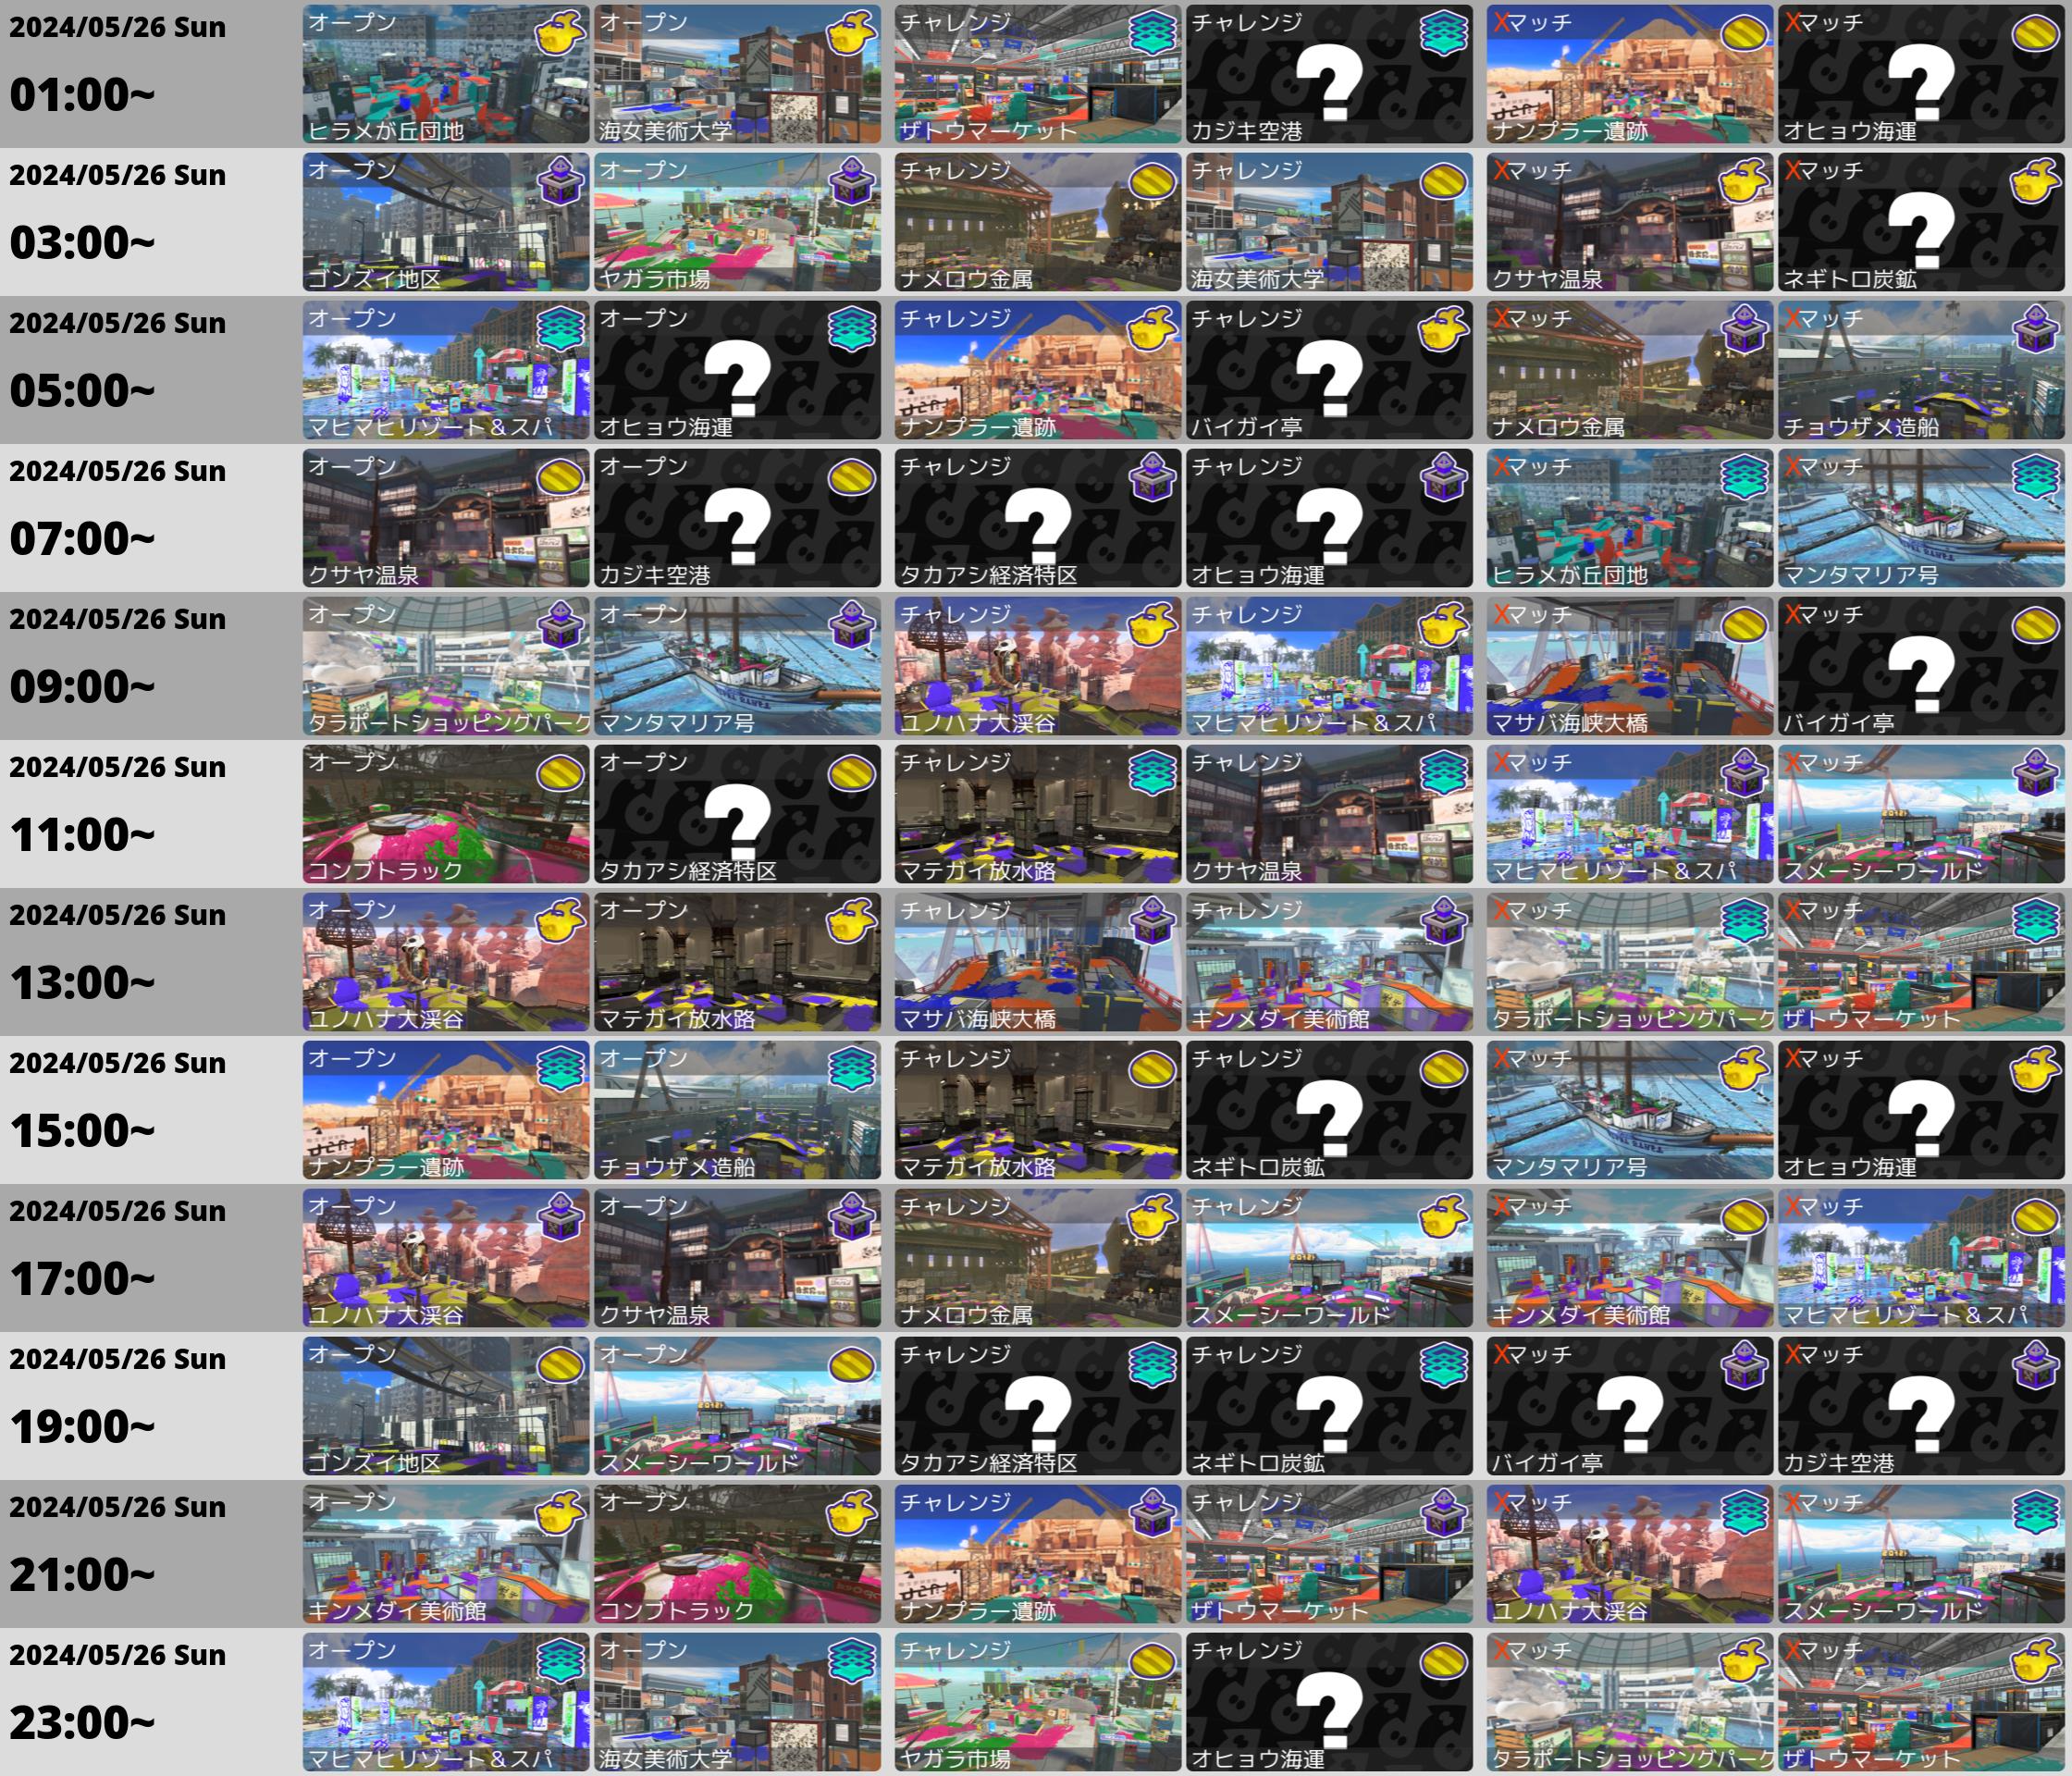 2024/05/26 Sun
01:00~
オープン
ヒラメが丘団地
オープン
海女美術大学
チャレンジ
ザトウマーケット
チャレンジ
?
カジキ空港
Xマッチ
ナンプラー遺跡
Xマッチ
?
オヒョウ海運
2024/05/26 Sun
03:00~
オープン
ゴンズイ地区
オープン
ヤガラ市場
チャレンジ
ナメロウ金属
チャレンジ
海女美術大学
Xマッチ
クサヤ温泉
Xマッチ
?
ネギトロ炭鉱
2024/05/26 Sun
05:00~
オープン
マヒマヒリゾート＆スパ
オープン
?
オヒョウ海運
チャレンジ
ナンプラー遺跡
チャレンジ
?
バイガイ亭
Xマッチ
ナメロウ金属
Xマッチ
チョウザメ造船
2024/05/26 Sun
07:00~
オープン
クサヤ温泉
オープン
?
カジキ空港
チャレンジ
?
タカアシ経済特区
チャレンジ
?
オヒョウ海運
Xマッチ
ヒラメが丘団地
Xマッチ
マンタマリア号
2024/05/26 Sun
09:00~
オープン
タラポートショッピングパーク
オープン
マンタマリア号
チャレンジ
ユノハナ大渓谷
チャレンジ
マヒマヒリゾート＆スパ
Xマッチ
マサバ海峡大橋
Xマッチ
?
バイガイ亭
2024/05/26 Sun
11:00~
オープン
コンブトラック
オープン
?
タカアシ経済特区
チャレンジ
マテガイ放水路
チャレンジ
クサヤ温泉
Xマッチ
マヒマヒリゾート＆スパ
Xマッチ
スメーシーワールド
2024/05/26 Sun
13:00~
オープン
ユノハナ大渓谷
オープン
マテガイ放水路
チャレンジ
マサバ海峡大橋
チャレンジ
キンメダイ美術館
Xマッチ
タラポートショッピングパーク
Xマッチ
ザトウマーケット
2024/05/26 Sun
15:00~
オープン
ナンプラー遺跡
オープン
チョウザメ造船
チャレンジ
マテガイ放水路
チャレンジ
?
ネギトロ炭鉱
Xマッチ
マンタマリア号
Xマッチ
?
オヒョウ海運
2024/05/26 Sun
17:00~
オープン
ユノハナ大渓谷
オープン
クサヤ温泉
チャレンジ
ナメロウ金属
チャレンジ
スメーシーワールド
Xマッチ
キンメダイ美術館
Xマッチ
マヒマヒリゾート＆スパ
2024/05/26 Sun
19:00~
オープン
ゴンズイ地区
オープン
スメーシーワールド
チャレンジ
?
タカアシ経済特区
チャレンジ
?
ネギトロ炭鉱
Xマッチ
?
バイガイ亭
Xマッチ
?
カジキ空港
2024/05/26 Sun
21:00~
オープン
キンメダイ美術館
オープン
コンブトラック
チャレンジ
ナンプラー遺跡
チャレンジ
ザトウマーケット
Xマッチ
ユノハナ大渓谷
Xマッチ
スメーシーワールド
2024/05/26 Sun
23:00~
オープン
マヒマヒリゾート＆スパ
オープン
海女美術大学
チャレンジ
ヤガラ市場
チャレンジ
?
オヒョウ海運
Xマッチ
タラポートショッピングパーク
Xマッチ
ザトウマーケット